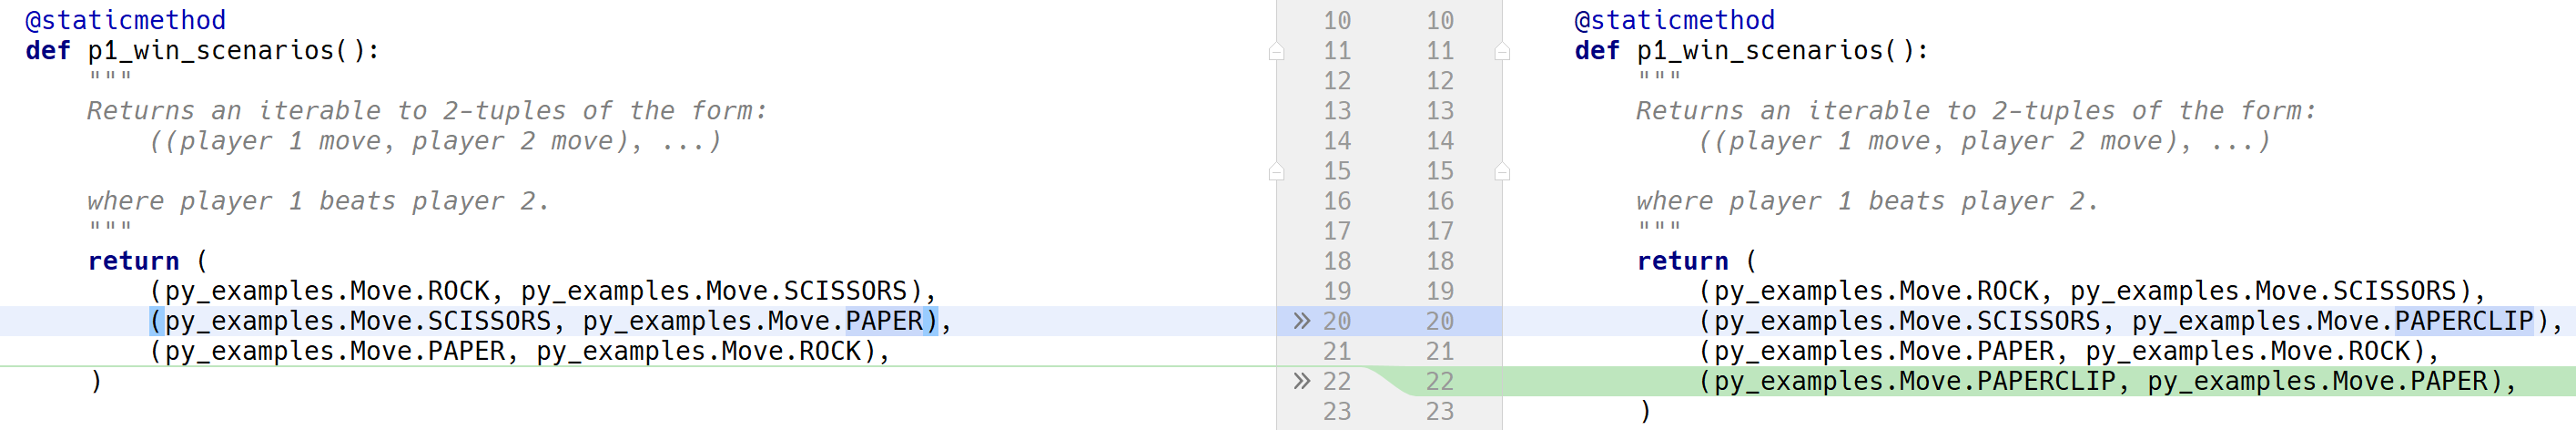 @staticmethod
def p1_win_scenarios():
"""
Returns an iterable to 2-tuples of the form:
((player 1 move, player 2 move), ...)
where player 1 beats player 2.
"""
return (
(py_examples.Move.ROCK, py_examples.Move.SCISSORS),
(py_examples.Move.SCISSORS, py_examples.Move.PAPER),
(py_examples.Move.PAPER, py_examples.Move.ROCK),
)
10 10
11 11
12 12
13 13
14 14
15 15
16 16
17 17
18 18
19 19
» 20 20
21 21
» 22 22
23 23
@staticmethod
def p1_win_scenarios():
"""
Returns an iterable to 2-tuples of the form:
((player 1 move, player 2 move), ...)
where player 1 beats player 2.
"""
return (
(py_examples.Move.ROCK, py_examples.Move.SCISSORS),
(py_examples.Move.SCISSORS, py_examples.Move.PAPERCLIP),
(py_examples.Move.PAPER, py_examples.Move.ROCK),
(py_examples.Move.PAPERCLIP, py_examples.Move.PAPER),
)